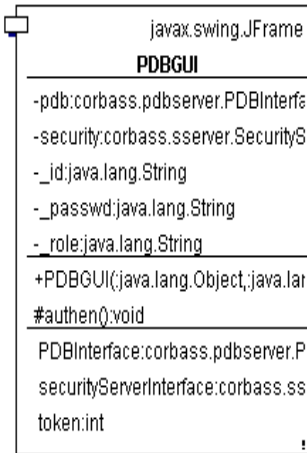 javax.swing.JFrame
PDBGUI
-pdb:corbass.pdbserver.PDBInterfa
-security:corbass.sserver.SecurityS
-_id:java.lang.String
-_passwd:java.lang.String
-_role:java.lang.String
+PDBGUI(:java.lang.Object,:java.lan
#authen():void
PDBInterface:corbass.pdbserver.P
securityServerInterface:corbass.ss
token:int